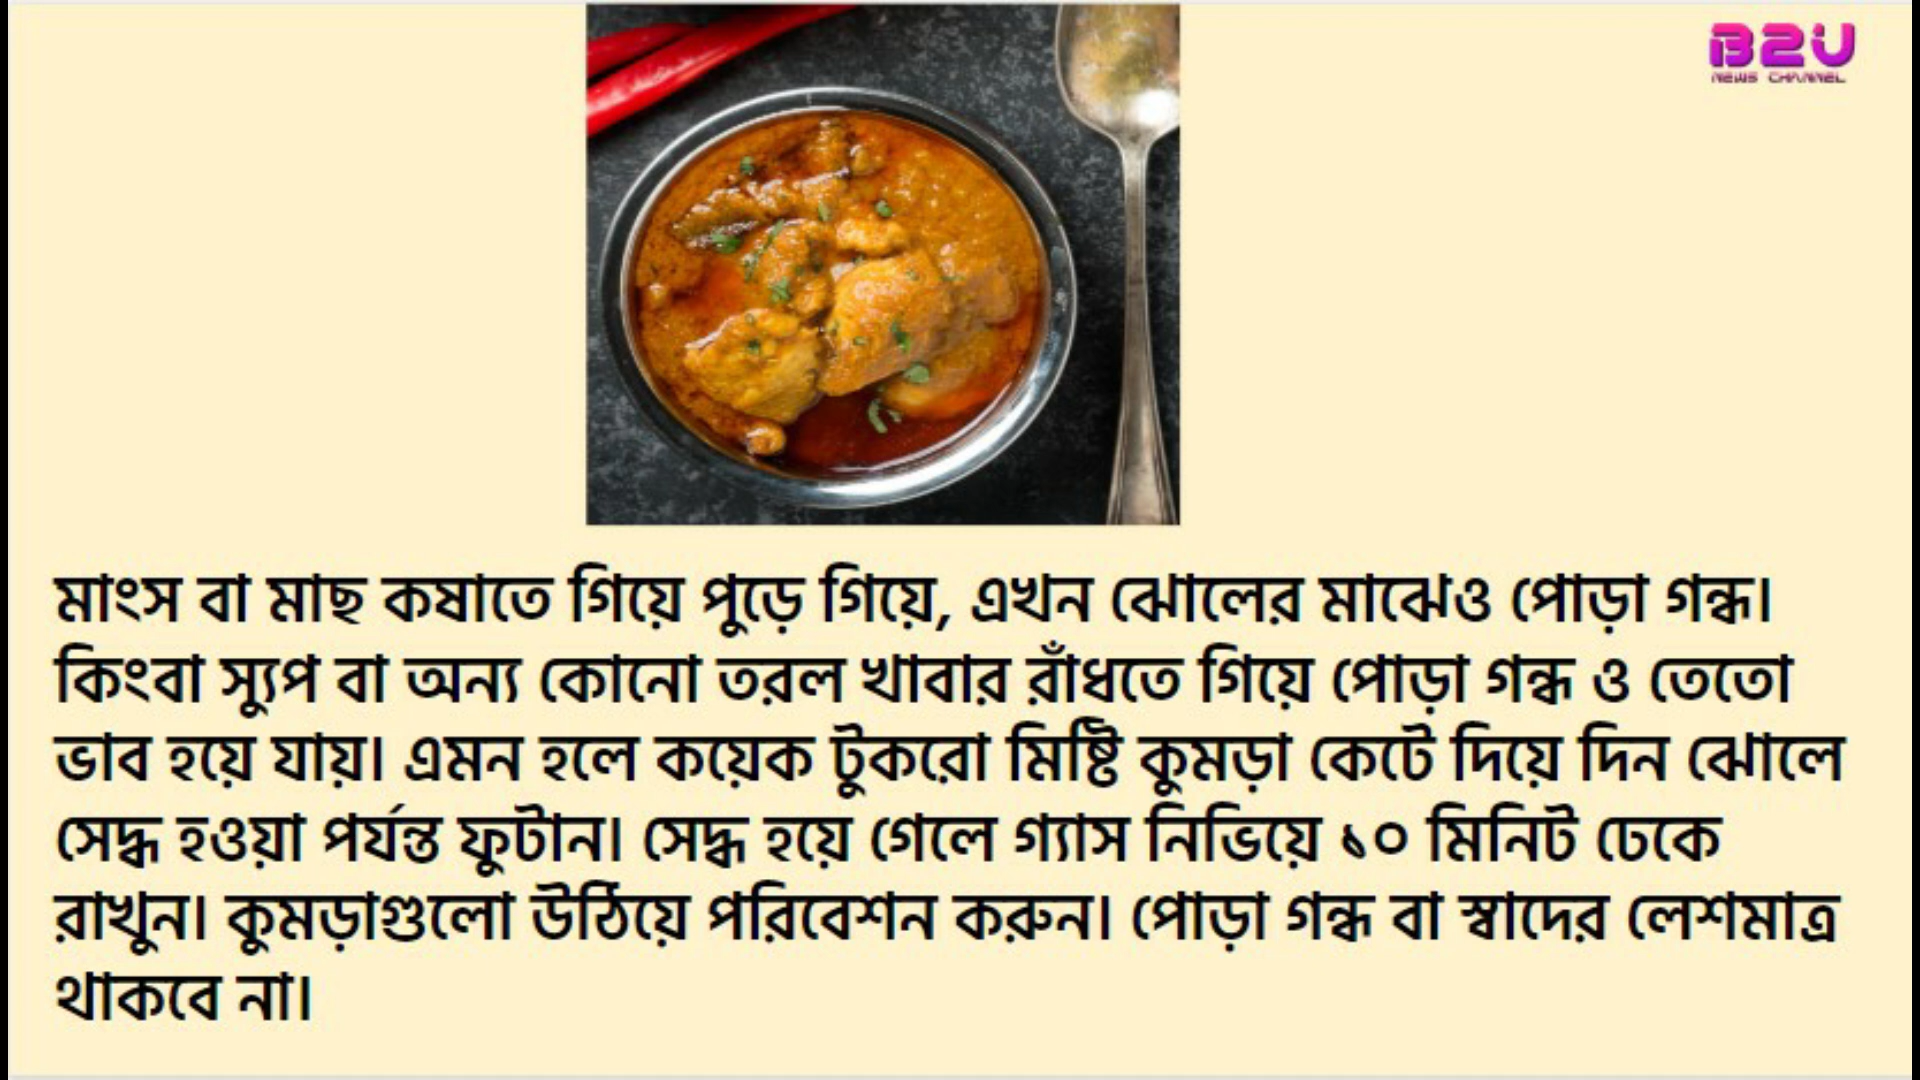 B2U
NEWS CHANNEL
মাংস বা মাছ কষাতে গিয়ে পুড়ে গিয়ে, এখন ঝোলের মাঝেও পোড়া গন্ধ।
কিংবা স্যুপ বা অন্য কোনো তরল খাবার রাঁধতে গিয়ে পোড়া গন্ধ ও তেতো
ভাব হয়ে যায়। এমন হলে কয়েক টুকরো মিষ্টি কুমড়া কেটে দিয়ে দিন ঝোলে
সেদ্ধ হওয়া পর্যন্ত ফুটান। সেদ্ধ হয়ে গেলে গ্যাস নিভিয়ে ১০ মিনিট ঢেকে
রাখুন। কুমড়াগুলো উঠিয়ে পরিবেশন করুন। পোড়া গন্ধ বা স্বাদের লেশমাত্র
থাকবে না।